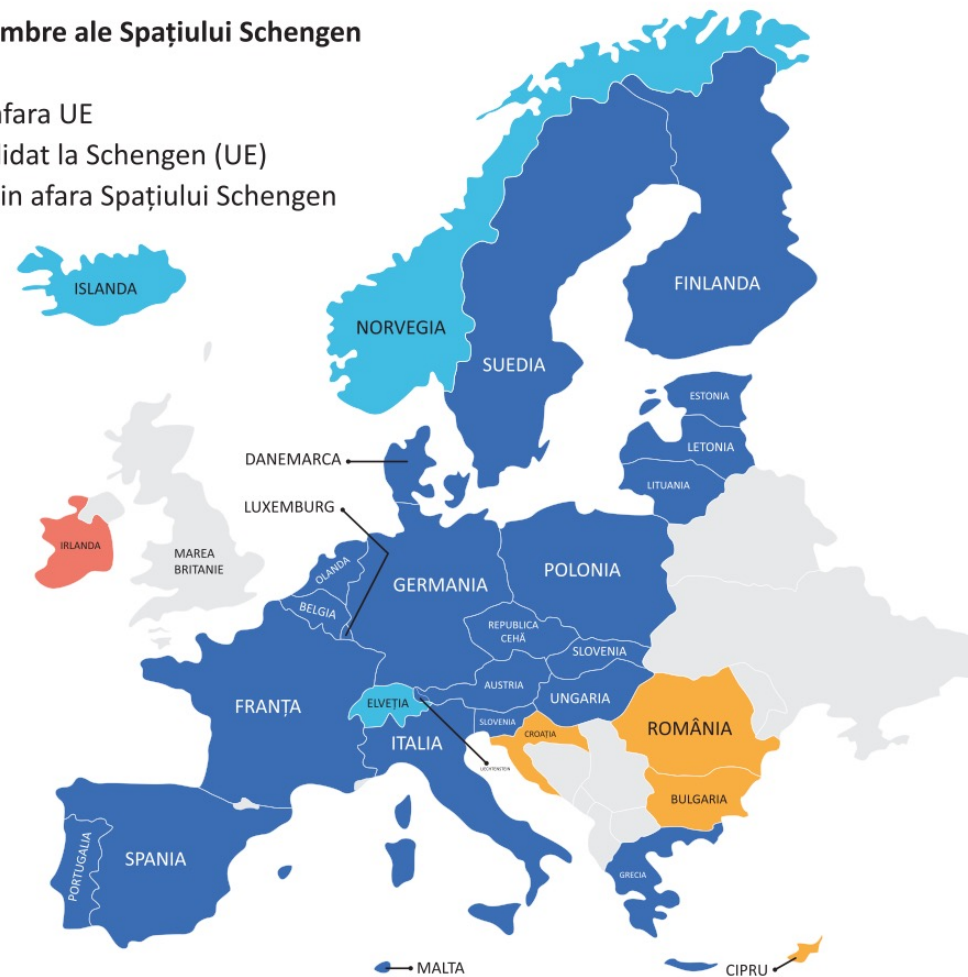 mbre ale Spațiului Schengen
afara UE
didat la Schengen (UE)
in afara Spațiului Schengen
ISLANDA
NORVEGIA
FINLANDA
SUEDIA
ESTONIA
LETONIA
LITUANIA
DANEMARCA
LUXEMBURG
IRLANDA
MAREA
BRITANIE
OLANDA
BELGIA
GERMANIA
POLONIA
REPUBLICA
CEHĂ
SLOVENIA
AUSTRIA
UNGARIA
FRANȚA
ELVEȚIA
SLOVENIA
CROAȚIA
ROMÂNIA
ITALIA
LIECHTENSTEIN
BULGARIA
PORTUGALIA
SPANIA
GRECIA
MALTA
CIPRU